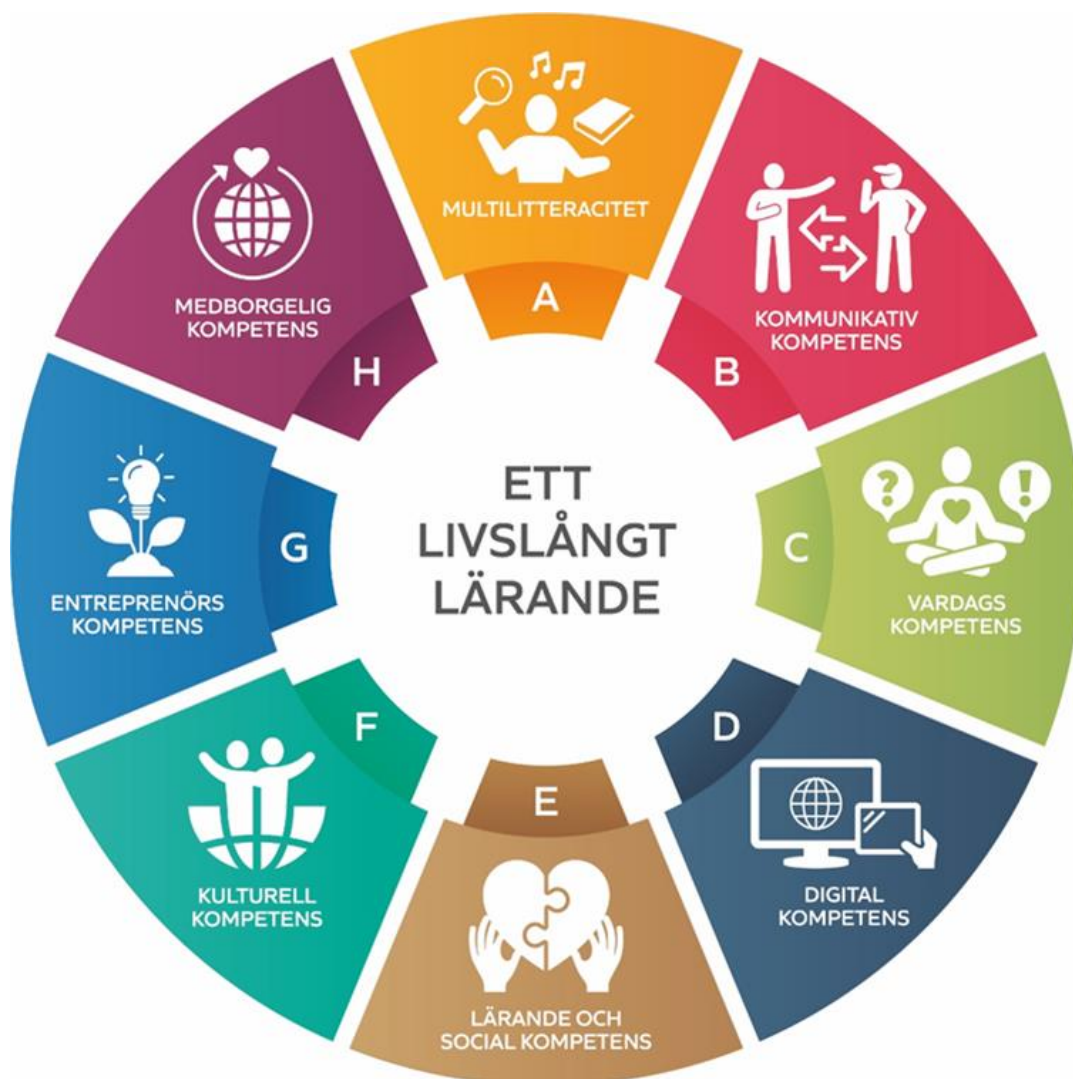 MULTILITTERACITET
A
KOMMUNIKATIV
KOMPETENS
B
VARDAGS
KOMPETENS
C
DIGITAL
KOMPETENS
D
LÄRANDE OCH
SOCIAL KOMPETENS
E
KULTURELL
KOMPETENS
F
ENTREPRENÖRS
KOMPETENS
G
MEDBORGELIG
KOMPETENS
H
ETT
LIVSLÅNGT
LÄRANDE
?
!